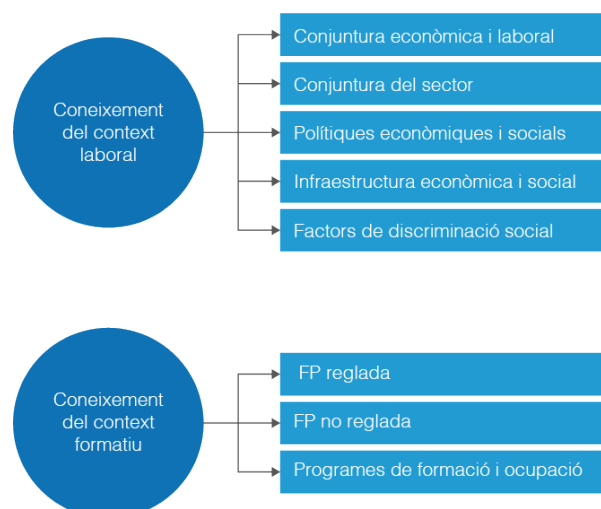 Coneixement
del context
laboral
Conjuntura econòmica i laboral
Conjuntura del sector
Polítiques econòmiques i socials
Infraestructura econòmica i social
Factors de discriminació social
Coneixement
del context
formatiu
FP reglada
FP no reglada
Programes de formació i ocupació